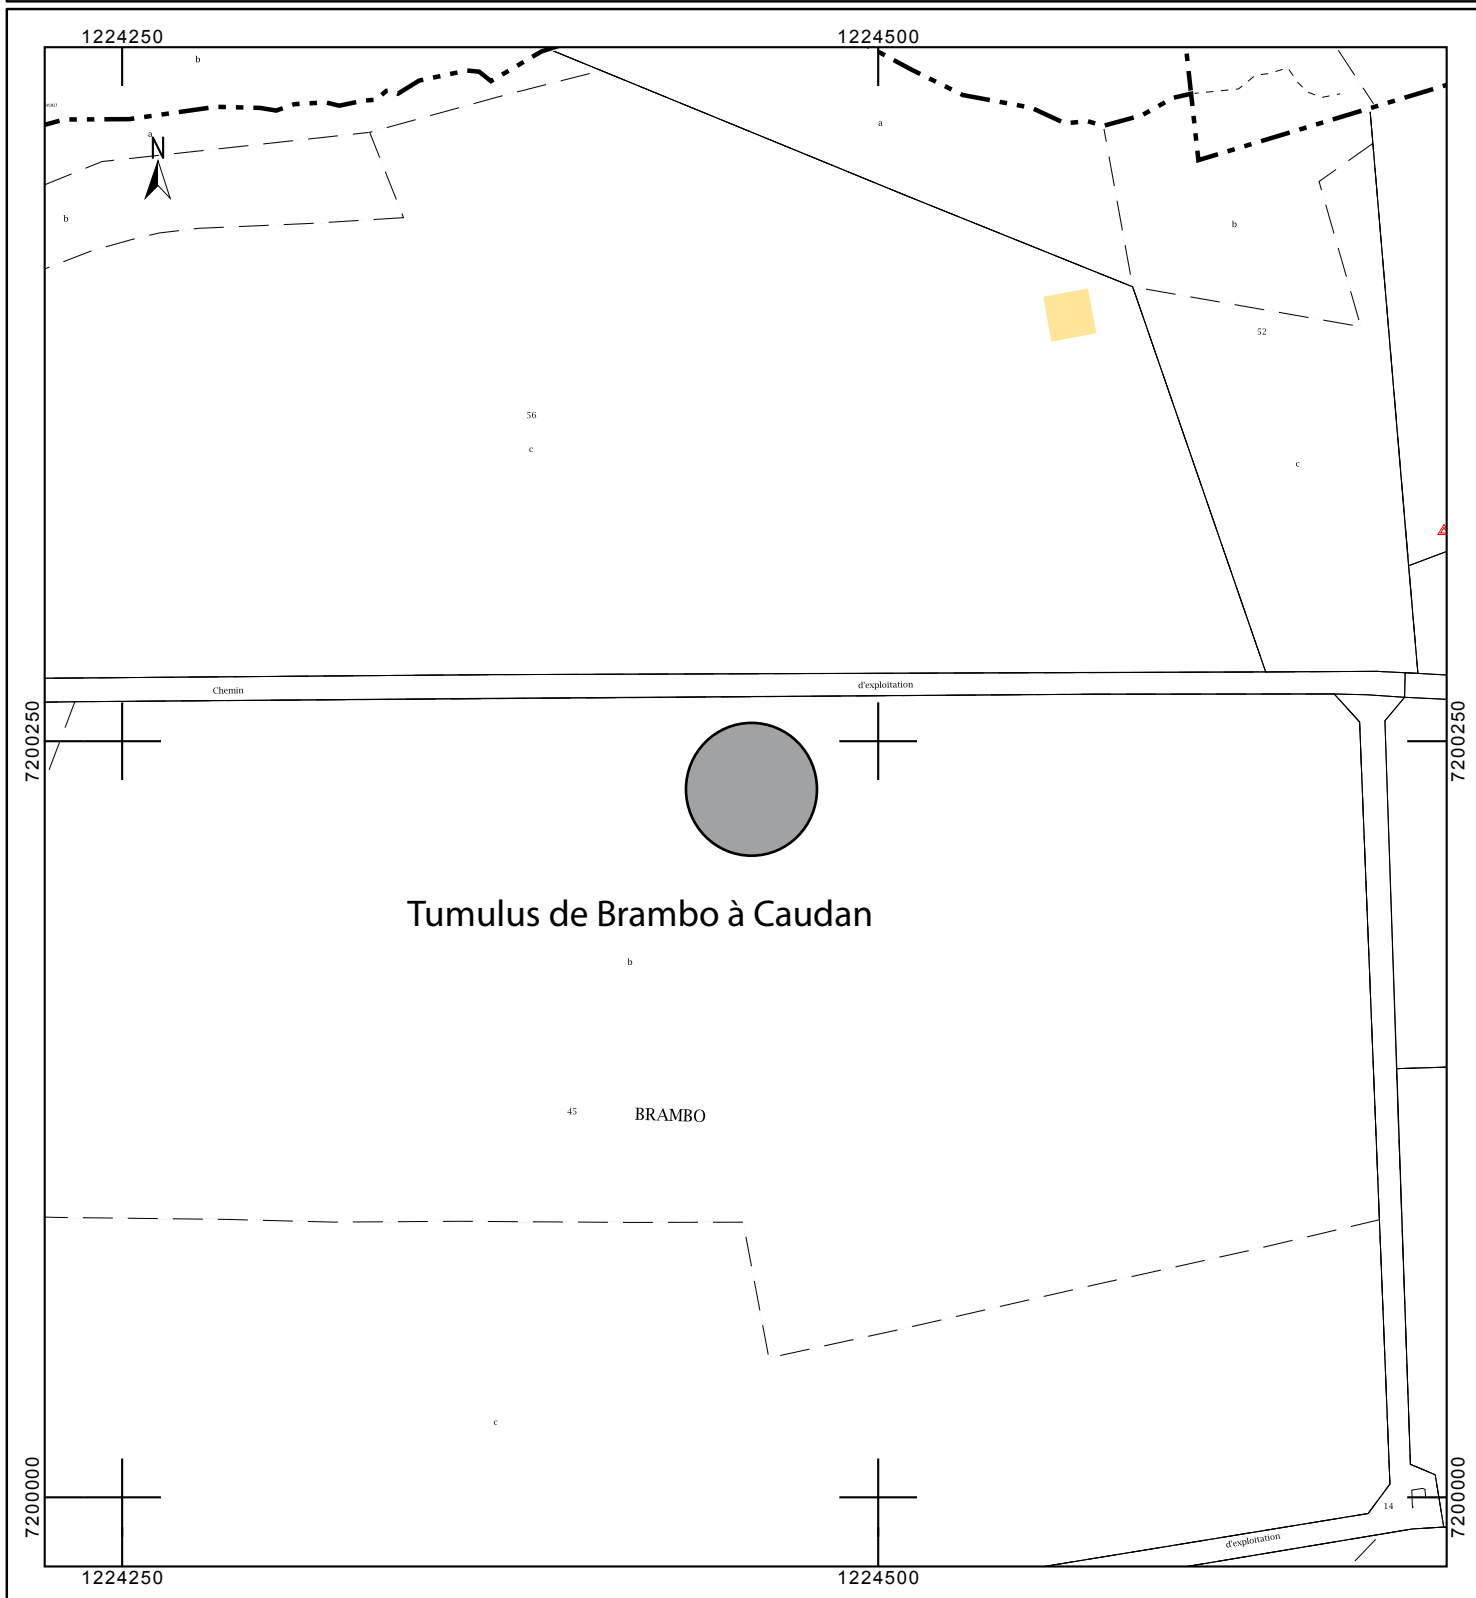 1224250
1224500
b
a
a
N
b
b
52
56
c
c
Chemin
d'exploitation
7200250
7200250
Tumulus de Brambo à Caudan
b
45
BRAMBO
c
7200000
7200000
14
d'exploitation
1224250
1224500